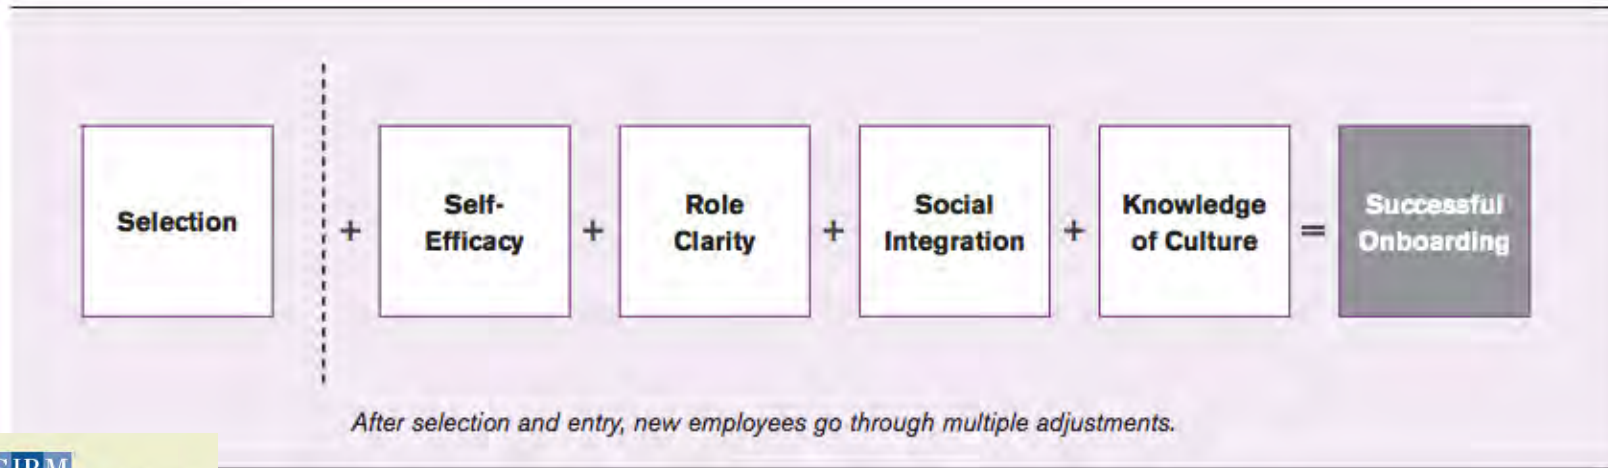 Selection
+
Self-
Efficacy
+
Role
Clarity
+
Social
Integration
+
Knowledge
of Culture
=
Successful
Onboarding
After selection and entry, new employees go through multiple adjustments.